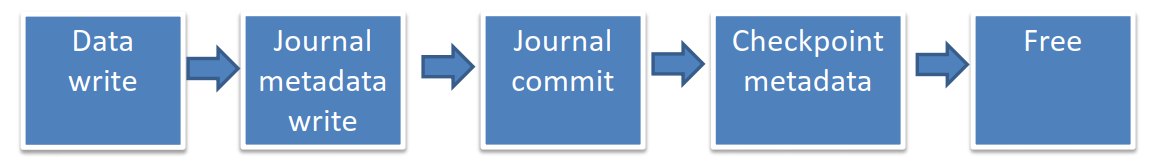 Data
write
Journal
metadata
write
Journal
commit
Checkpoint
metadata
Free